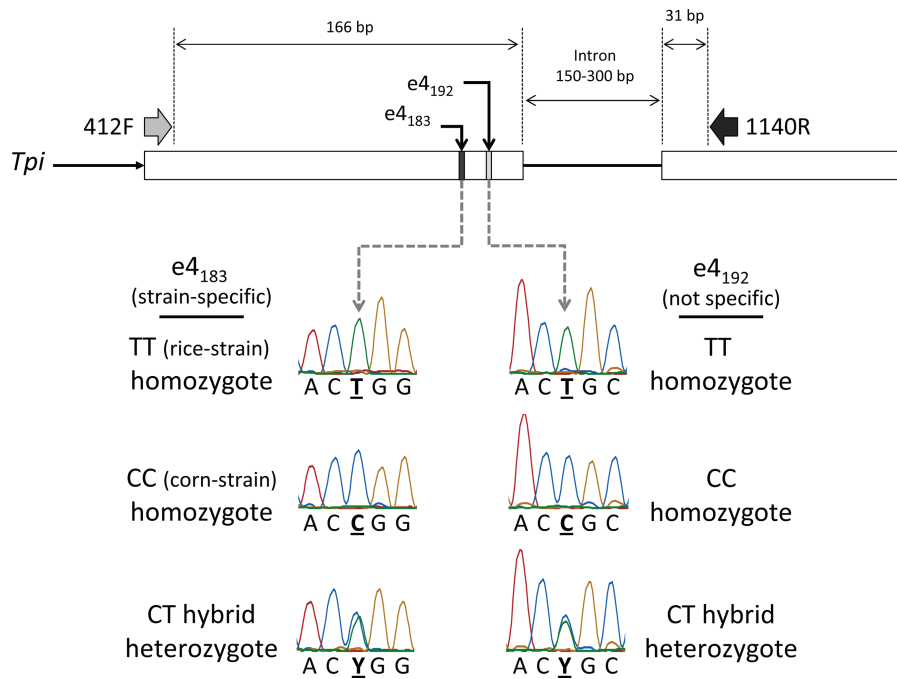 166 bp
31 bp
Intron
150-300 bp
e4192
e4183
412F
1140R
Tpi
e4183
(strain-specific)
e4192
(not specific)
TT (rice-strain)
homozygote
A C T G G
A C T G C
TT
homozygote
CC (corn-strain)
homozygote
A C C G G
A C C G C
CC
homozygote
CT hybrid
heterozygote
A C Y G G
A C Y G C
CT hybrid
heterozygote